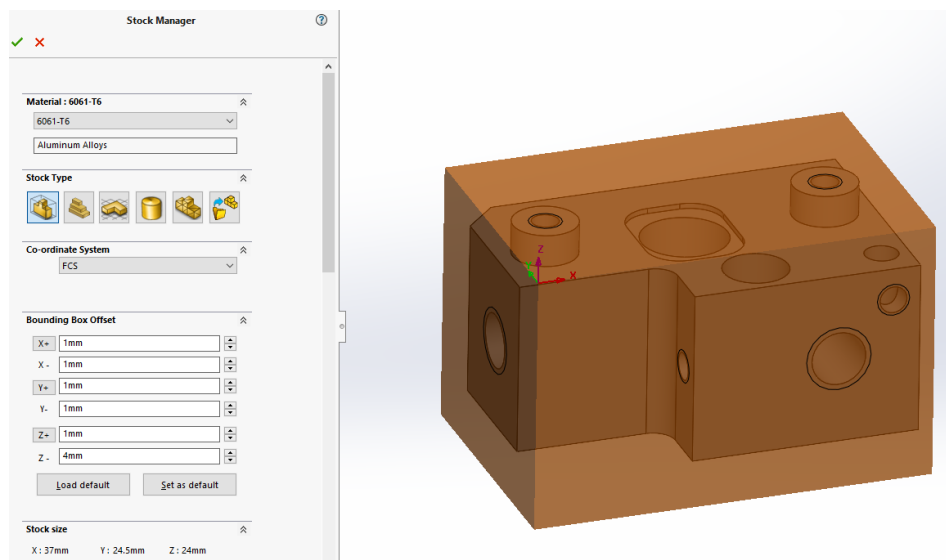 Stock Manager
Material : 6061-T6
6061-T6
Aluminum Alloys
Stock Type
Co-ordinate System
FCS
Bounding Box Offset
X+ 1mm
X - 1mm
Y+ 1mm
Y- 1mm
Z+ 1mm
Z - 4mm
Load default Set as default
Stock size
X : 37mm Y : 24.5mm Z : 24mm
Z
Y
X